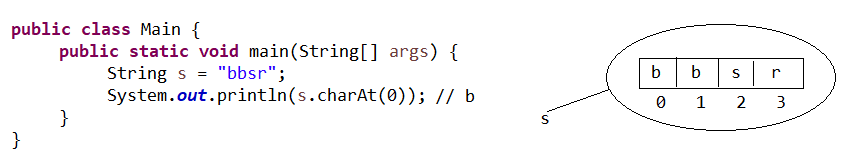 public class Main {
public static void main(String[] args) {
String s = "bbsr";
System.out.println(s.charAt(0)); // b
}
}
b b s r
0 1 2 3
s